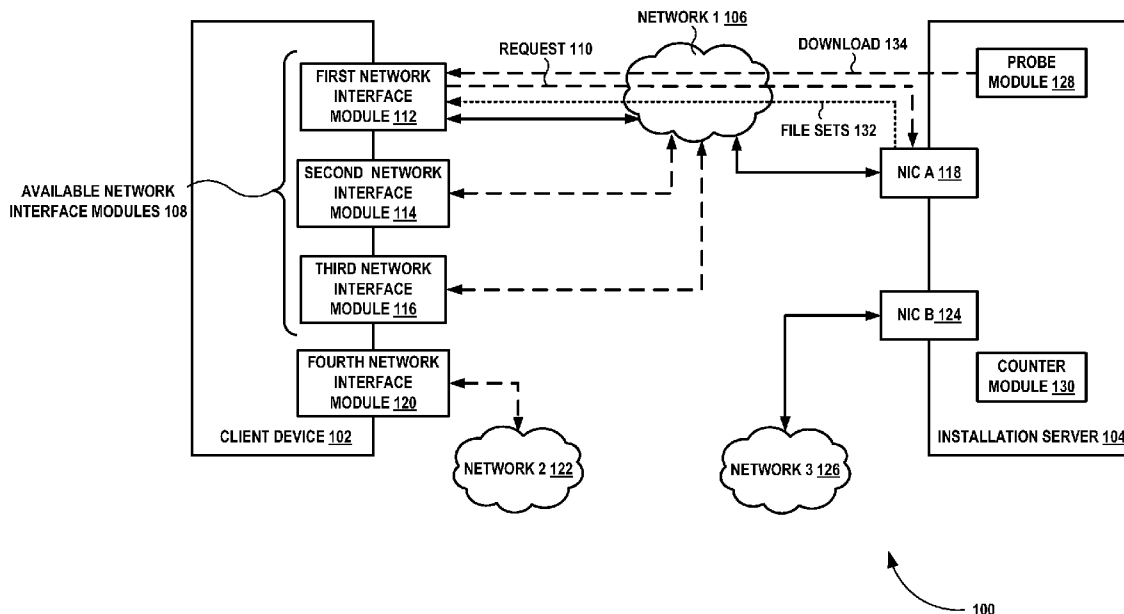 NETWORK 1 106
REQUEST 110
DOWNLOAD 134
FIRST NETWORK
INTERFACE
MODULE 112
PROBE
MODULE 128
FILE SETS 132
SECOND NETWORK
INTERFACE
MODULE 114
NIC A 118
AVAILABLE NETWORK
INTERFACE MODULES 108
THIRD NETWORK
INTERFACE
MODULE 116
NIC B 124
FOURTH NETWORK
INTERFACE
MODULE 120
COUNTER
MODULE 130
CLIENT DEVICE 102
INSTALLATION SERVER 104
NETWORK 2 122
NETWORK 3 126
100